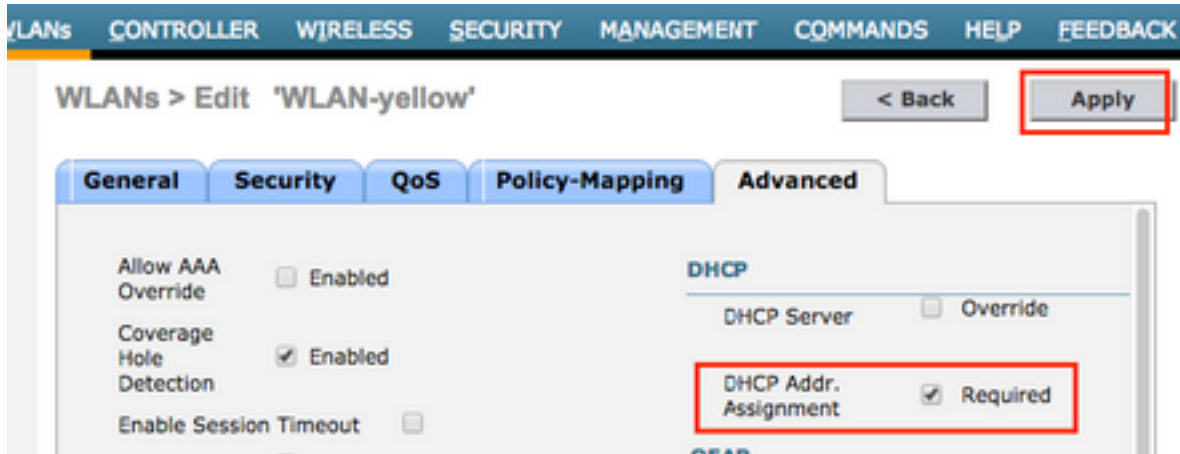 WLANs CONTROLLER WIRELESS SECURITY MANAGEMENT COMMANDS HELP FEEDBACK
WLANs > Edit 'WLAN-yellow'
< Back
Apply
General Security QoS Policy-Mapping Advanced
Allow AAA
Override
Enabled
Coverage
Hole
Detection
Enabled
Enable Session Timeout
DHCP
DHCP Server
Override
DHCP Addr.
Assignment
Required
OEAP